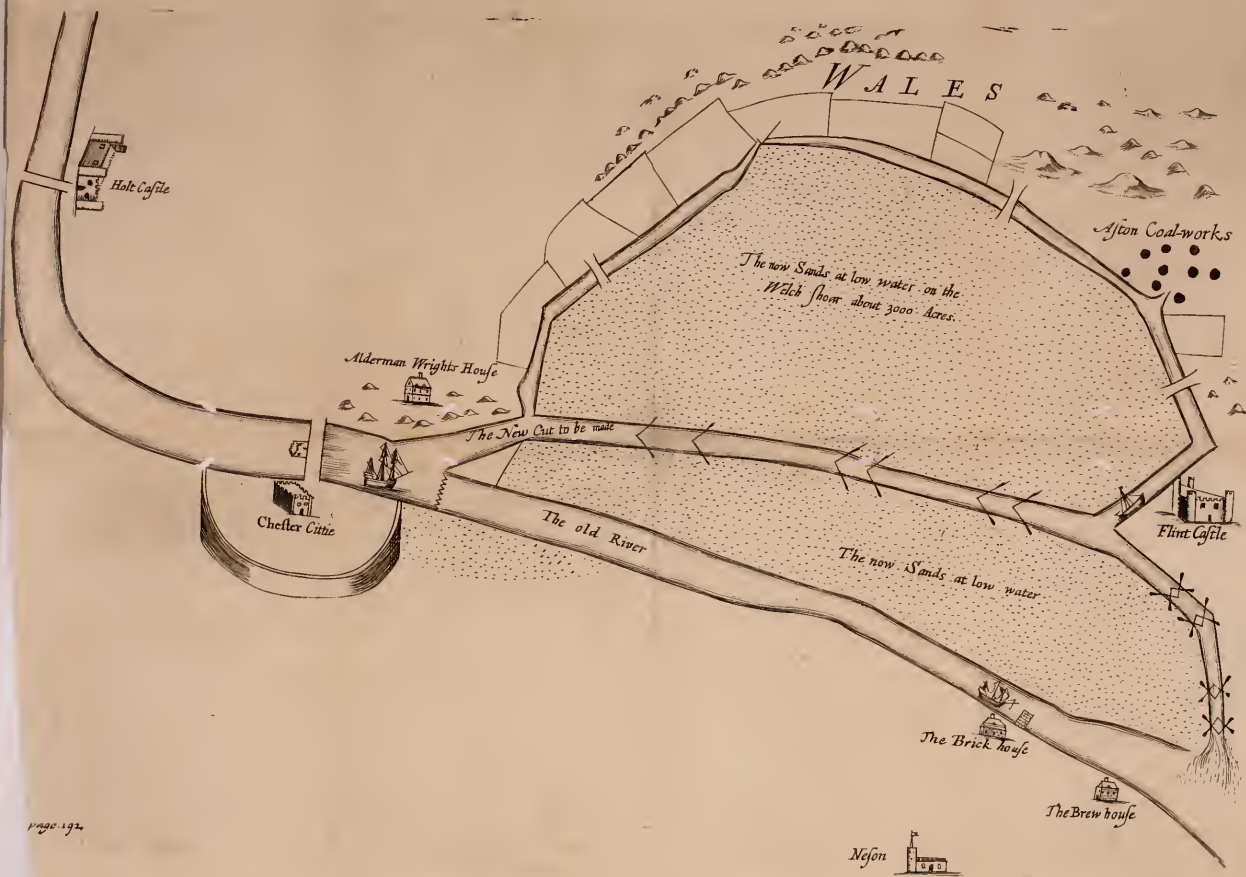 WALES
Holt Caſtle
Aſton Coal-works
The now Sands at low water on the
Welch ſhoar about 3000 Acres.
Alderman Wrights House
The New Cut to be made
Cheſter Cittie
The old River
Flint Caſtle
The now Sands at low water
The Brick houſe
The Brew houſe
Neſon
page.192